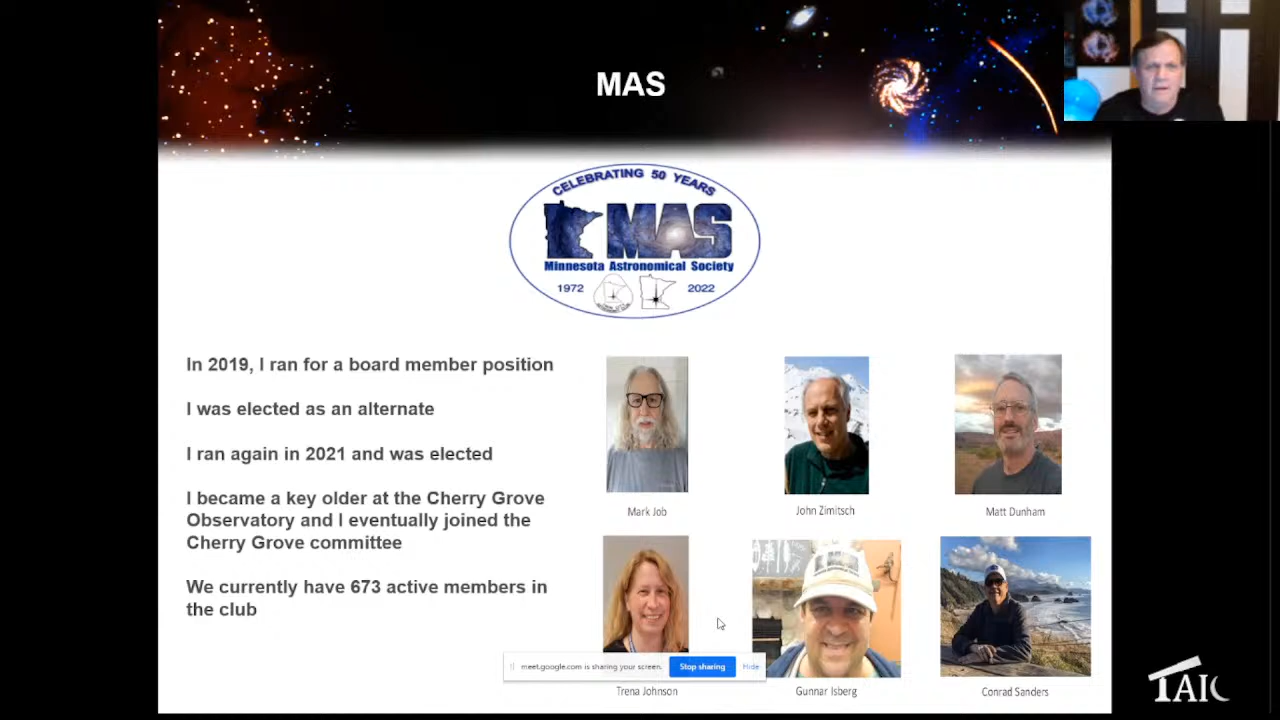 MAS
CELEBRATING 50 YEARS
MAS
Minnesota Astronomical Society
1972 2022
In 2019, I ran for a board member position
I was elected as an alternate
I ran again in 2021 and was elected
I became a key older at the Cherry Grove
Observatory and I eventually joined the
Cherry Grove committee
We currently have 673 active members in
the club
Mark Job
John Zimitsch
Matt Dunham
meet.google.com is sharing your screen.
Stop sharing
Hide
Trena Johnson
Gunnar Isberg
Conrad Sanders
TAIC